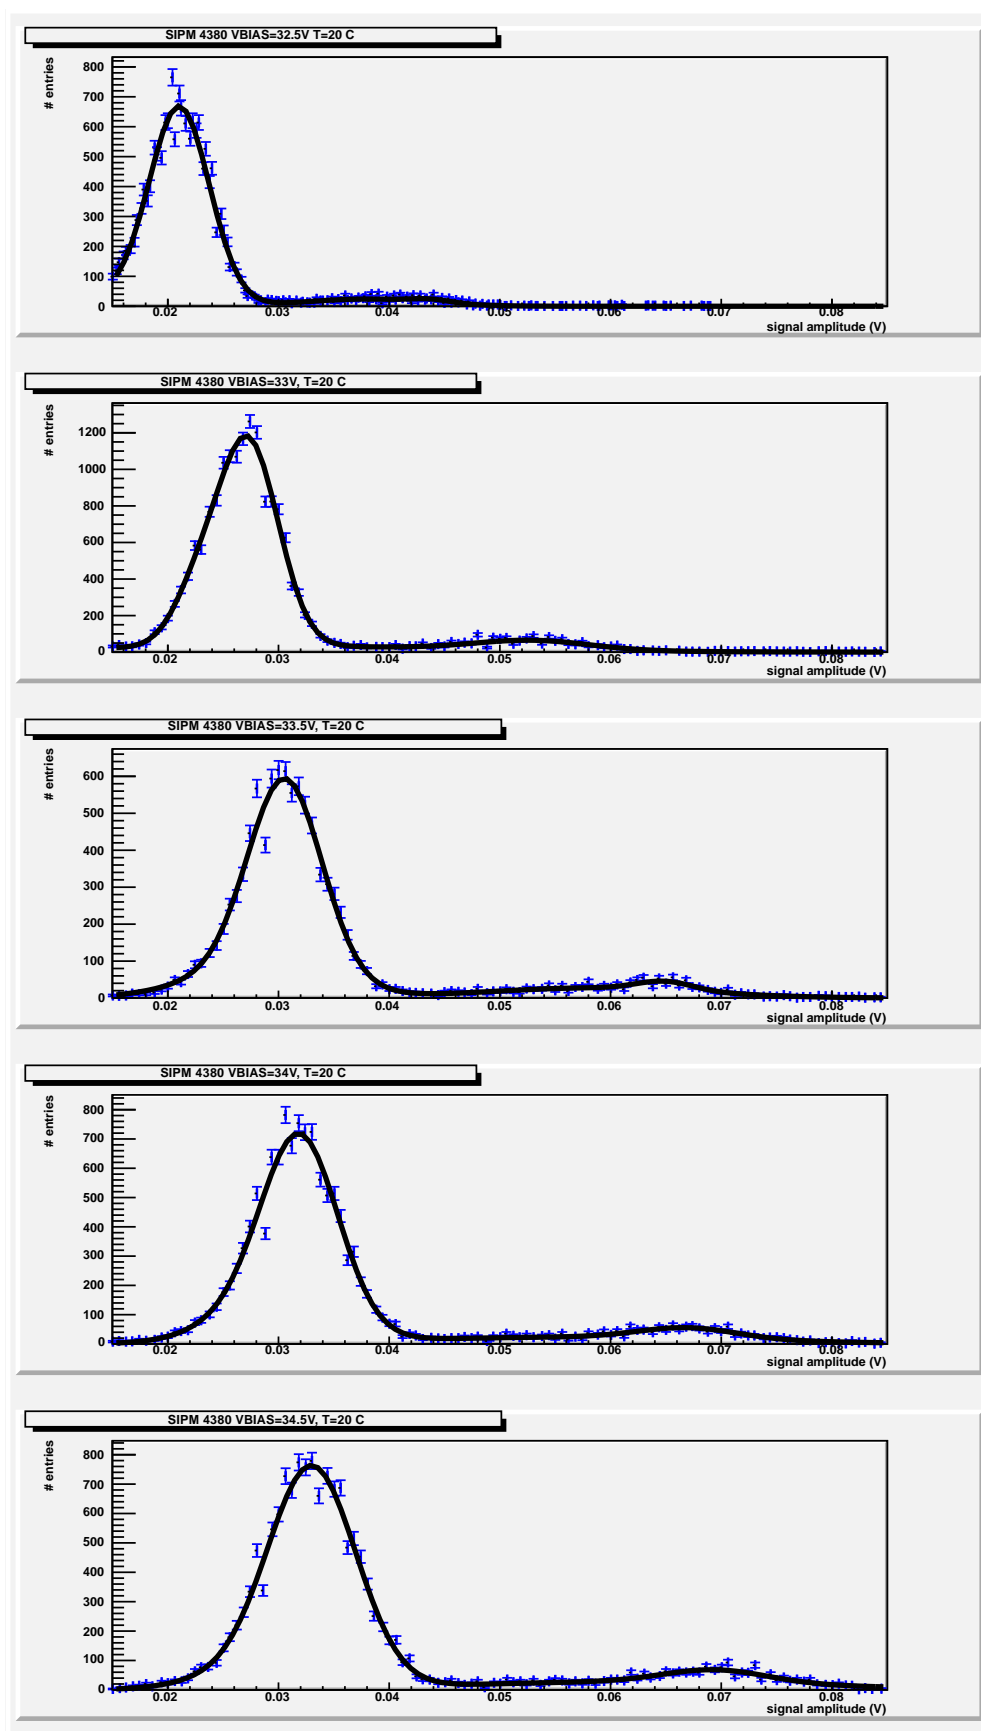 SIPM 4380 VBIAS=32.5V T=20 C
# entries
800
700
600
500
400
300
200
100
0
0.02 0.03 0.04 0.05 0.06 0.07 0.08
signal amplitude (V)
SIPM 4380 VBIAS=33V, T=20 C
# entries
1200
1000
800
600
400
200
0
0.02 0.03 0.04 0.05 0.06 0.07 0.08
signal amplitude (V)
SIPM 4380 VBIAS=33.5V, T=20 C
# entries
600
500
400
300
200
100
0
0.02 0.03 0.04 0.05 0.06 0.07 0.08
signal amplitude (V)
SIPM 4380 VBIAS=34V, T=20 C
# entries
800
700
600
500
400
300
200
100
0
0.02 0.03 0.04 0.05 0.06 0.07 0.08
signal amplitude (V)
SIPM 4380 VBIAS=34.5V, T=20 C
# entries
800
700
600
500
400
300
200
100
0
0.02 0.03 0.04 0.05 0.06 0.07 0.08
signal amplitude (V)